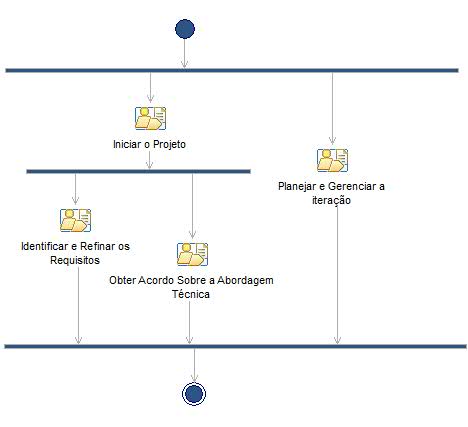 Iniciar o Projeto
Planejar e Gerenciar a
iteração
Identificar e Refinar os
Requisitos
Obter Acordo Sobre a Abordagem
Técnica